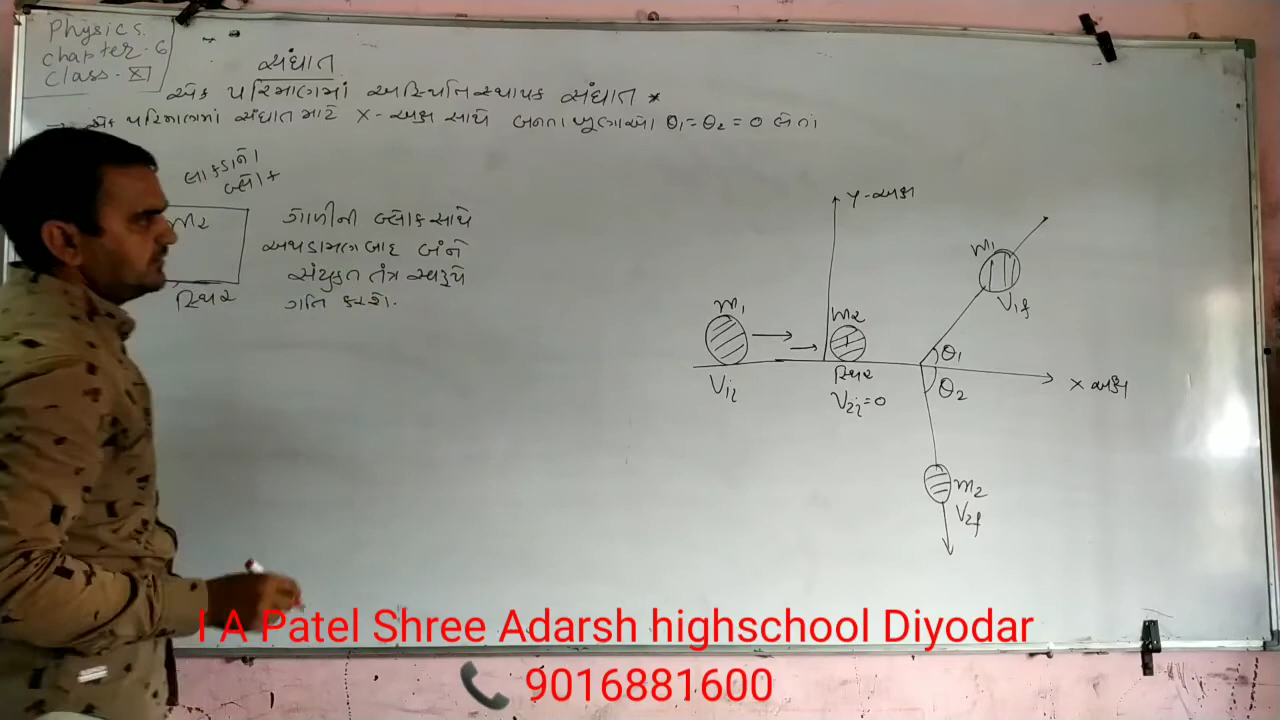 Physics
chapter-6
Class-XI
સંઘાત
એક પરિમાણમાં અસ્થિતિસ્થાપક સંઘાત *
→ એક પરિમાણમાં સંઘાત માટે X-અક્ષ સાથે બનતા ખૂણાઓ θ1=θ2=0 લેતાં
લાકડાનો
બ્લોક
m2
સ્થિર
ગોળીની બ્લોક સાથે
અથડામણ બાદ બંને
સંયુક્ત તંત્ર સ્વરૂપે
ગતિ કરશે.
Y-અક્ષ
m1
V1f
m1
m2
θ1
V1i
સ્થિર
V2i=0
θ2
X અક્ષ
m2
V2f
I A Patel Shree Adarsh highschool Diyodar
9016881600